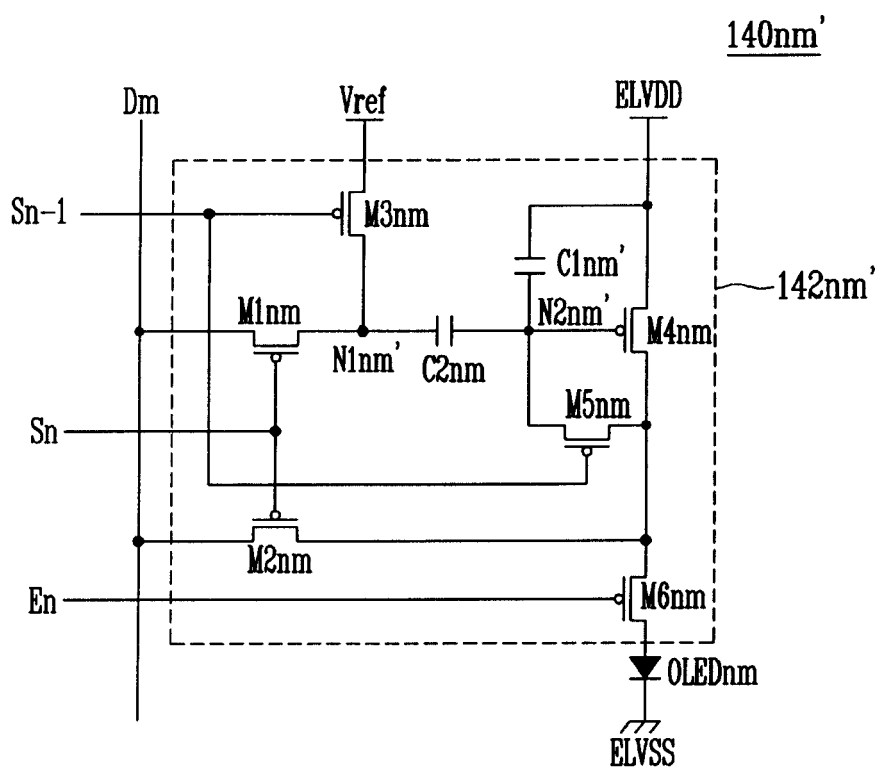 140nm'
Dm
Vref
ELVDD
Sn-1
M3nm
C1nm'
142nm'
M1nm
N2nm'
M4nm
N1nm'
C2nm
M5nm
Sn
M2nm
En
M6nm
OLEDnm
ELVSS